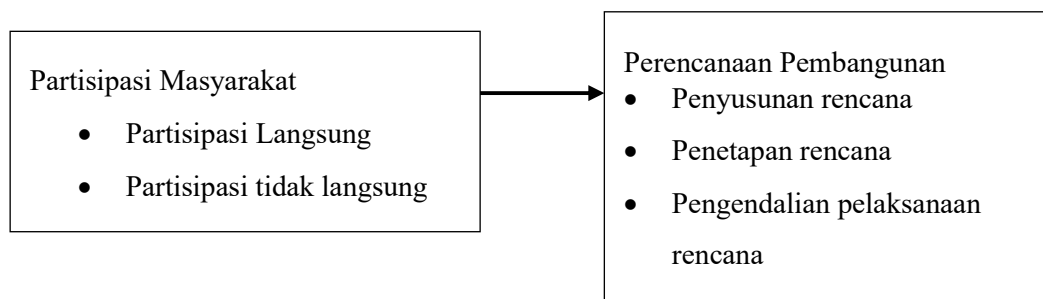 Partisipasi Masyarakat
• Partisipasi Langsung
• Partisipasi tidak langsung
Perencanaan Pembangunan
• Penyusunan rencana
• Penetapan rencana
• Pengendalian pelaksanaan
rencana